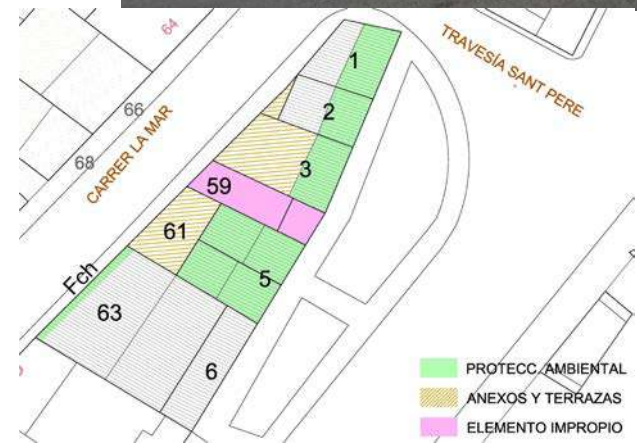 64
TRAVESÍA SANT PERE
1
2
66
CARRER LA MAR
68
3
59
61
Fch
5
63
6
PROTECC. AMBIENTAL
ANEXOS Y TERRAZAS
ELEMENTO IMPROPIO